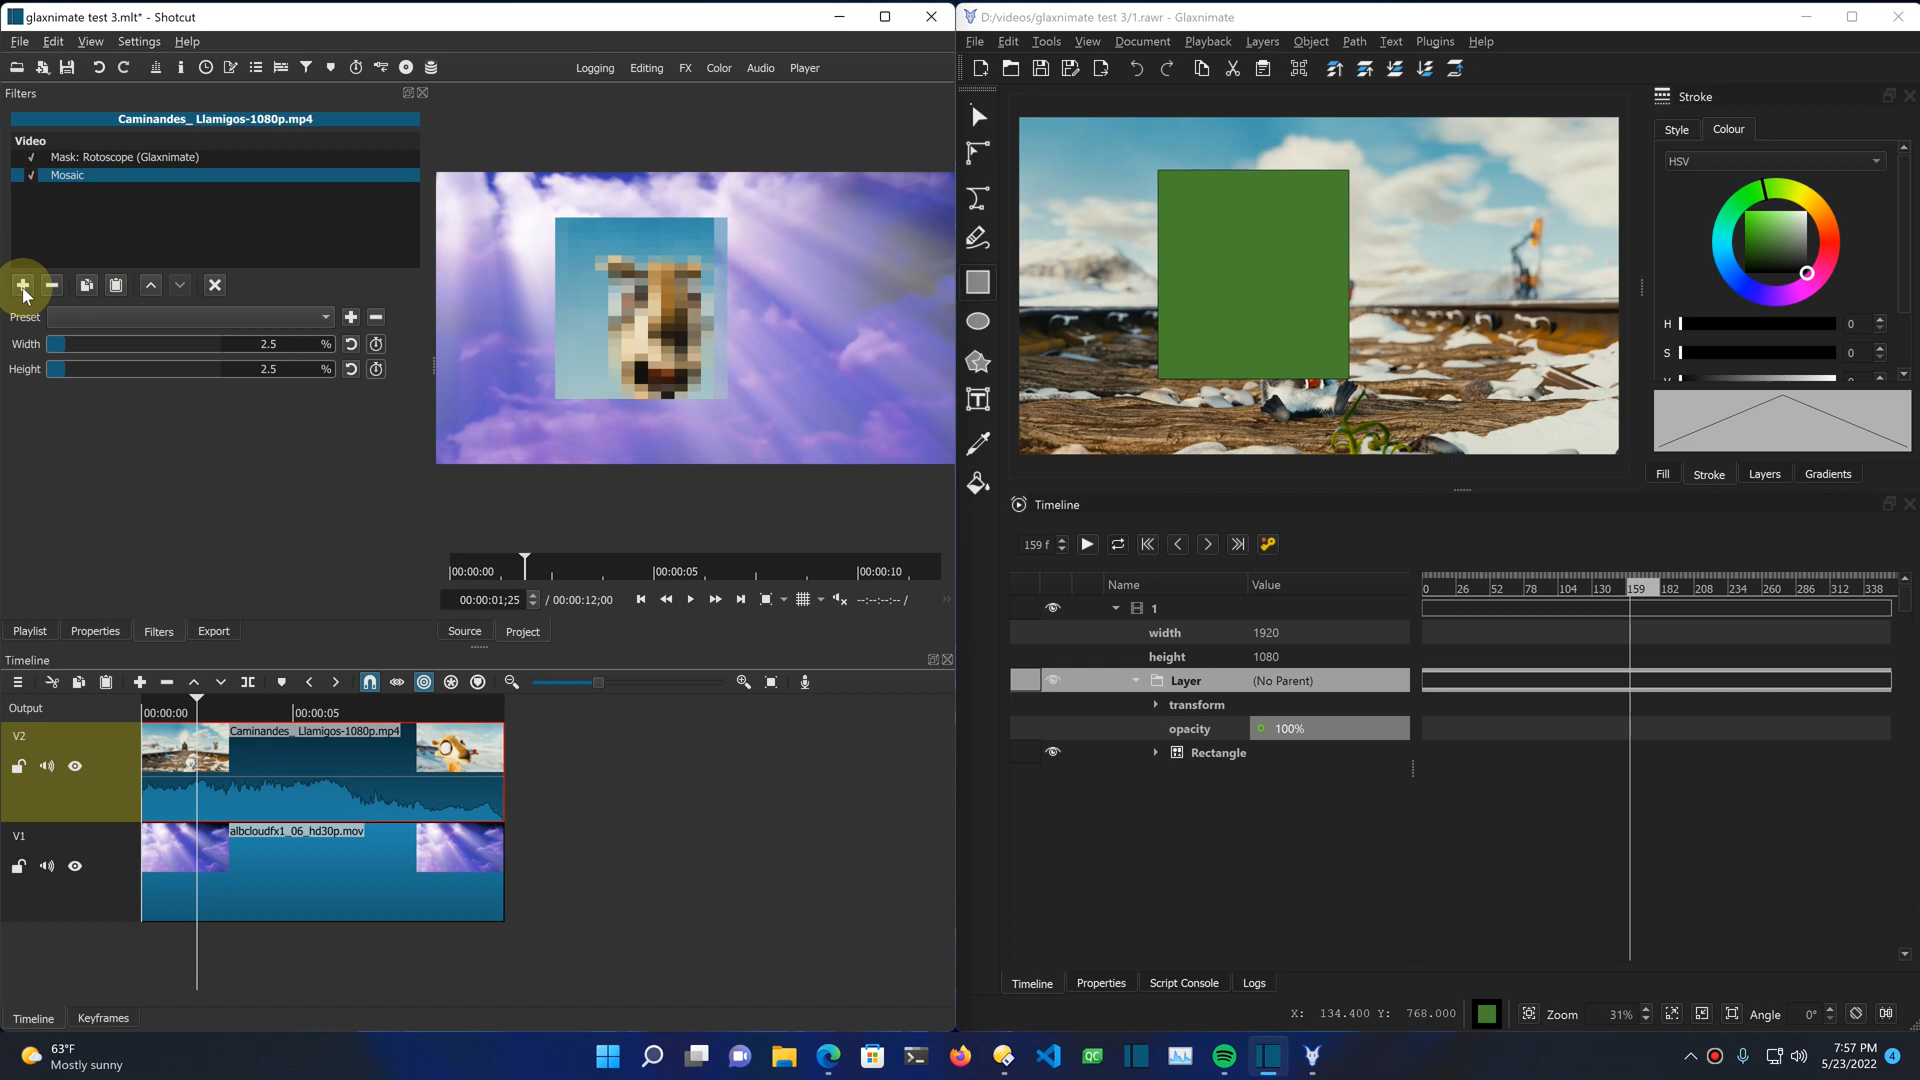 glaxnimate test 3.mlt* - Shotcut
File Edit View Settings Help
Logging Editing FX Color Audio Player
Filters
Caminandes_ Llamigos-1080p.mp4
Video
✓ Mask: Rotoscope (Glaxnimate)
✓ Mosaic
Preset
Width 2.5 %
Height 2.5 %
00:00:00 00:00:05 00:00:10
00:00:01;25 / 00:00:12;00 --:--:--:-- /
Playlist Properties Filters Export
Source Project
Timeline
Output 00:00:00 00:00:05
V2 Caminandes_ Llamigos-1080p.mp4
V1 albcloudfx1_06_hd30p.mov
Timeline Keyframes
D:/videos/glaxnimate test 3/1.rawr - Glaxnimate
File Edit Tools View Document Playback Layers Object Path Text Plugins Help
Stroke
Style Colour
HSV
H 0
S 0
Fill Stroke Layers Gradients
Timeline
159 f
Name Value 0 26 52 78 104 130 159 182 208 234 260 286 312 338
1
width 1920
height 1080
Layer (No Parent)
transform
opacity 100%
Rectangle
Timeline Properties Script Console Logs
X: 134.400 Y: 768.000 Zoom 31% Angle 0°
63°F
Mostly sunny
QC
7:57 PM
5/23/2022
4